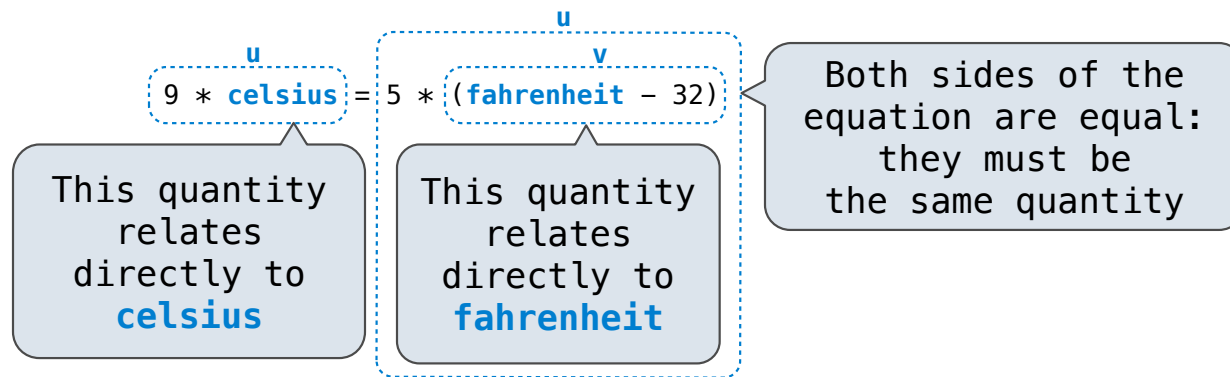 u
u
v
9 * celsius = 5 * (fahrenheit − 32)
Both sides of the
equation are equal:
they must be
the same quantity
This quantity
relates
directly to
celsius
This quantity
relates
directly to
fahrenheit